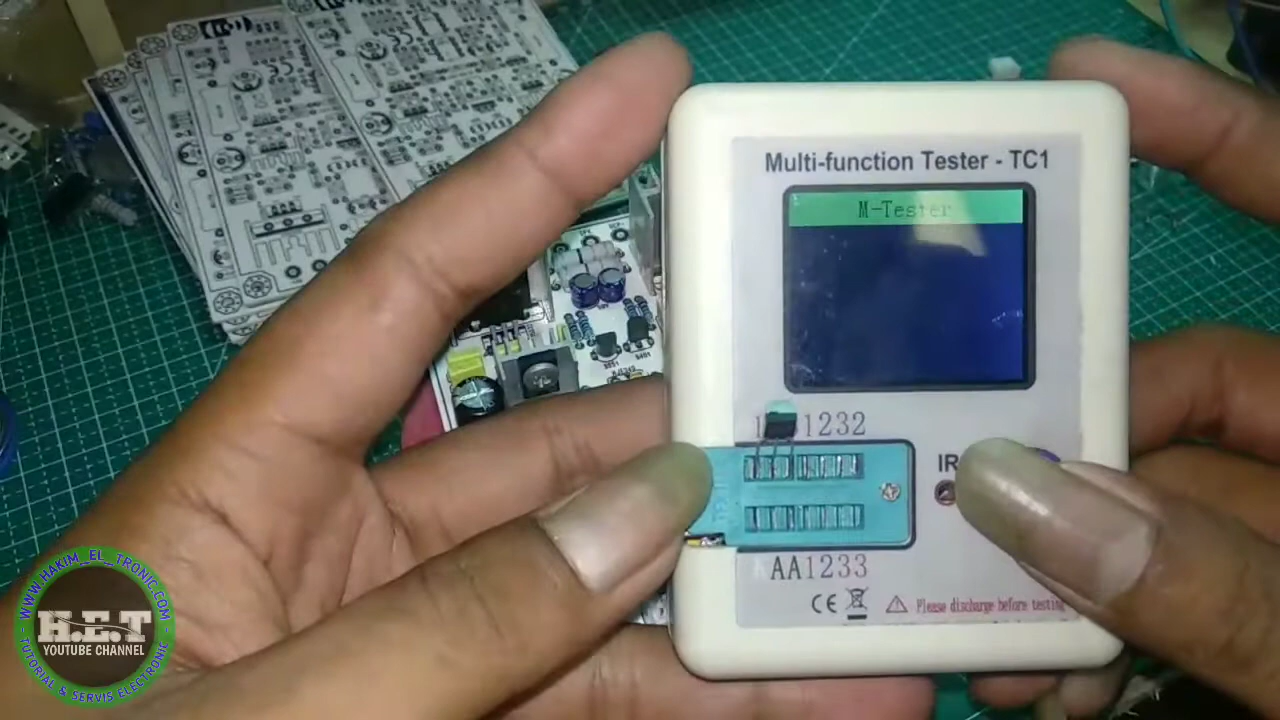 Multi-function Tester - TC1
M-Tester
1232
IR
AA1233
CE
Please discharge before testing
WWW.HAKIM_EL_TRONIC.COM
H.E.T
YOUTUBE CHANNEL
TUTORIAL & SERVIS ELECTRONIK